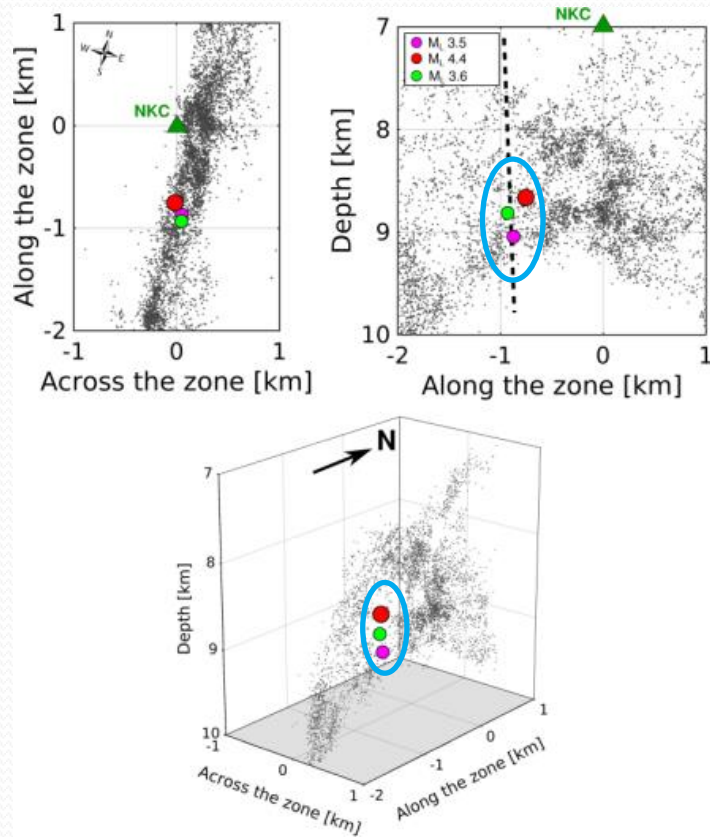 1
0
-1
-2
-1
0
1
Along the zone [km]
Across the zone [km]
N
W
E
S
NKC
NKC
7
8
9
10
-2
-1
0
1
Depth [km]
Along the zone [km]
M L 3.5
M L 4.4
M L 3.6
N
7
8
9
10
Depth [km]
-1
0
1
Across the zone [km]
-2
-1
0
1
Along the zone [km]